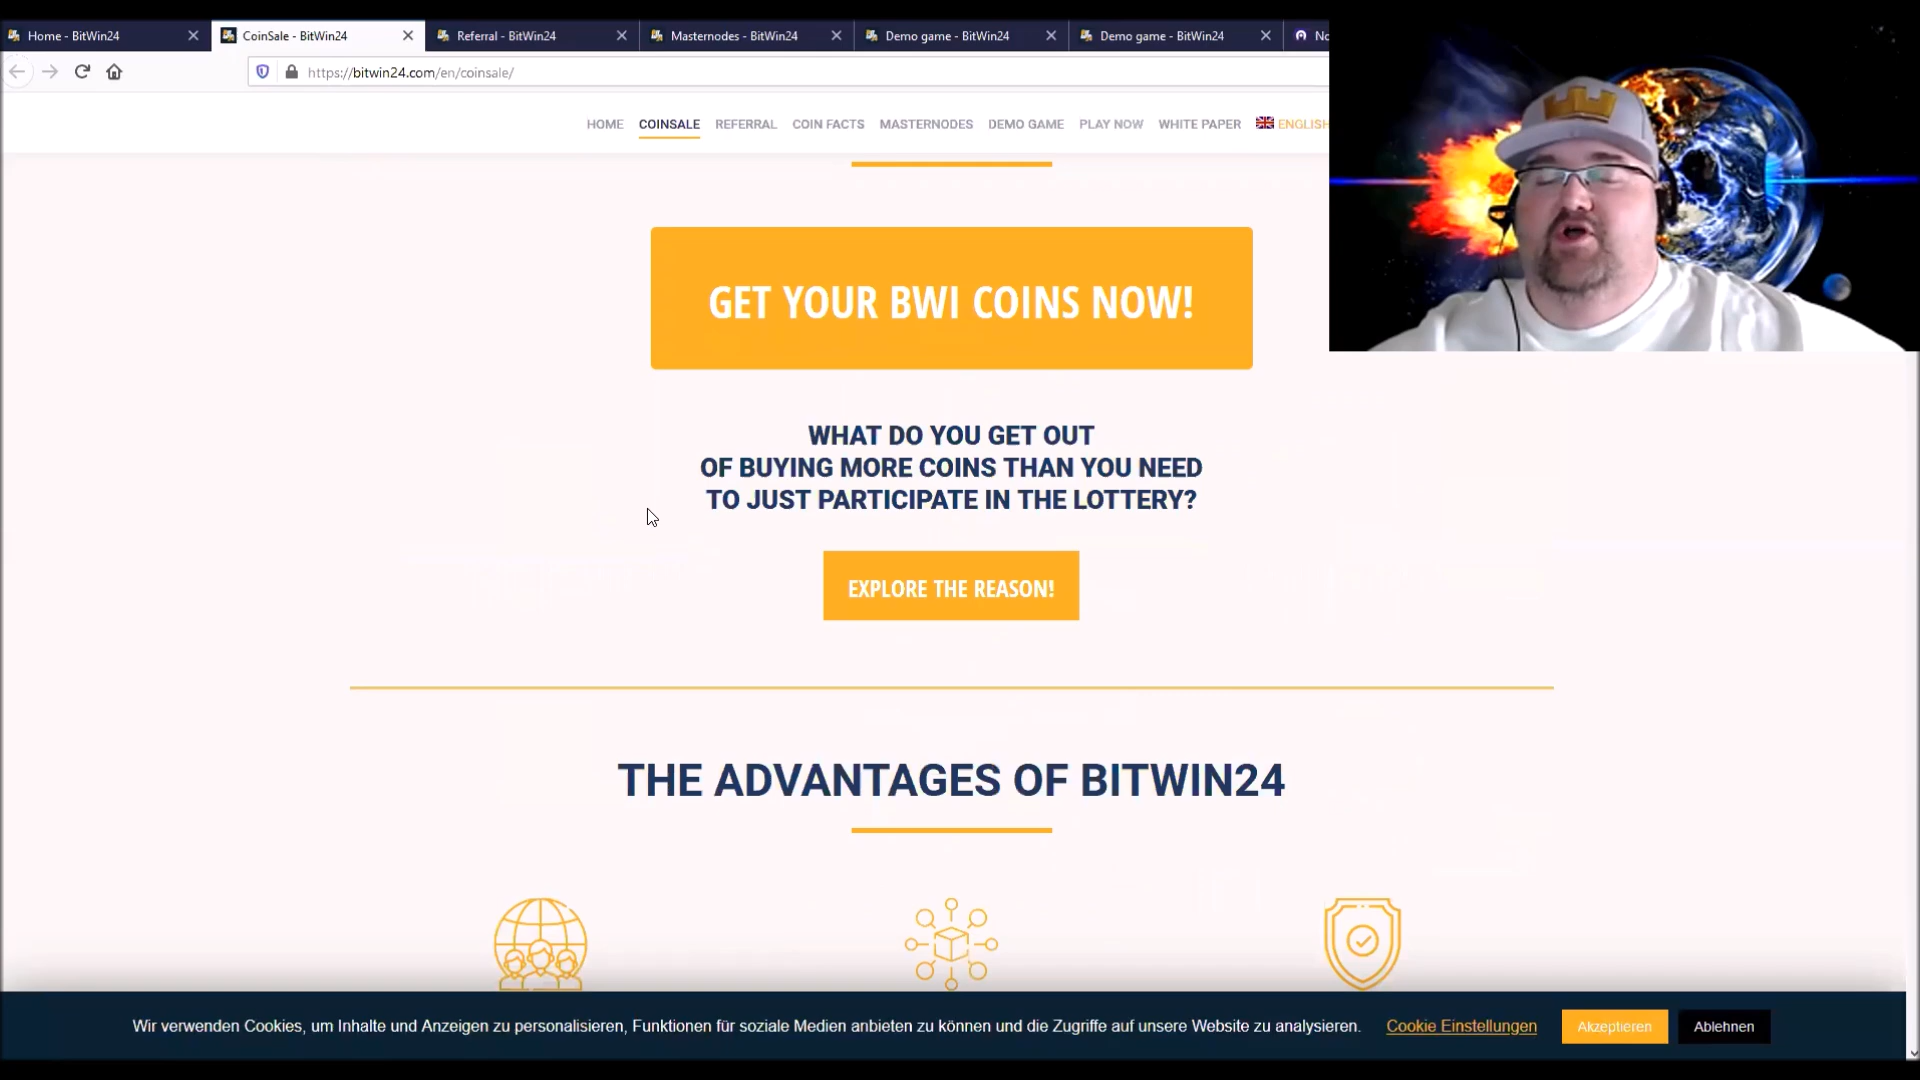 Home - BitWin24
CoinSale - BitWin24
Referral - BitWin24
Masternodes - BitWin24
Demo game - BitWin24
Demo game - BitWin24
https://bitwin24.com/en/coinsale/
HOME COINSALE REFERRAL COIN FACTS MASTERNODES DEMO GAME PLAY NOW WHITE PAPER ENGLISH
GET YOUR BWI COINS NOW!
WHAT DO YOU GET OUT
OF BUYING MORE COINS THAN YOU NEED
TO JUST PARTICIPATE IN THE LOTTERY?
EXPLORE THE REASON!
THE ADVANTAGES OF BITWIN24
Wir verwenden Cookies, um Inhalte und Anzeigen zu personalisieren, Funktionen für soziale Medien anbieten zu können und die Zugriffe auf unsere Website zu analysieren. Cookie Einstellungen Akzeptieren Ablehnen